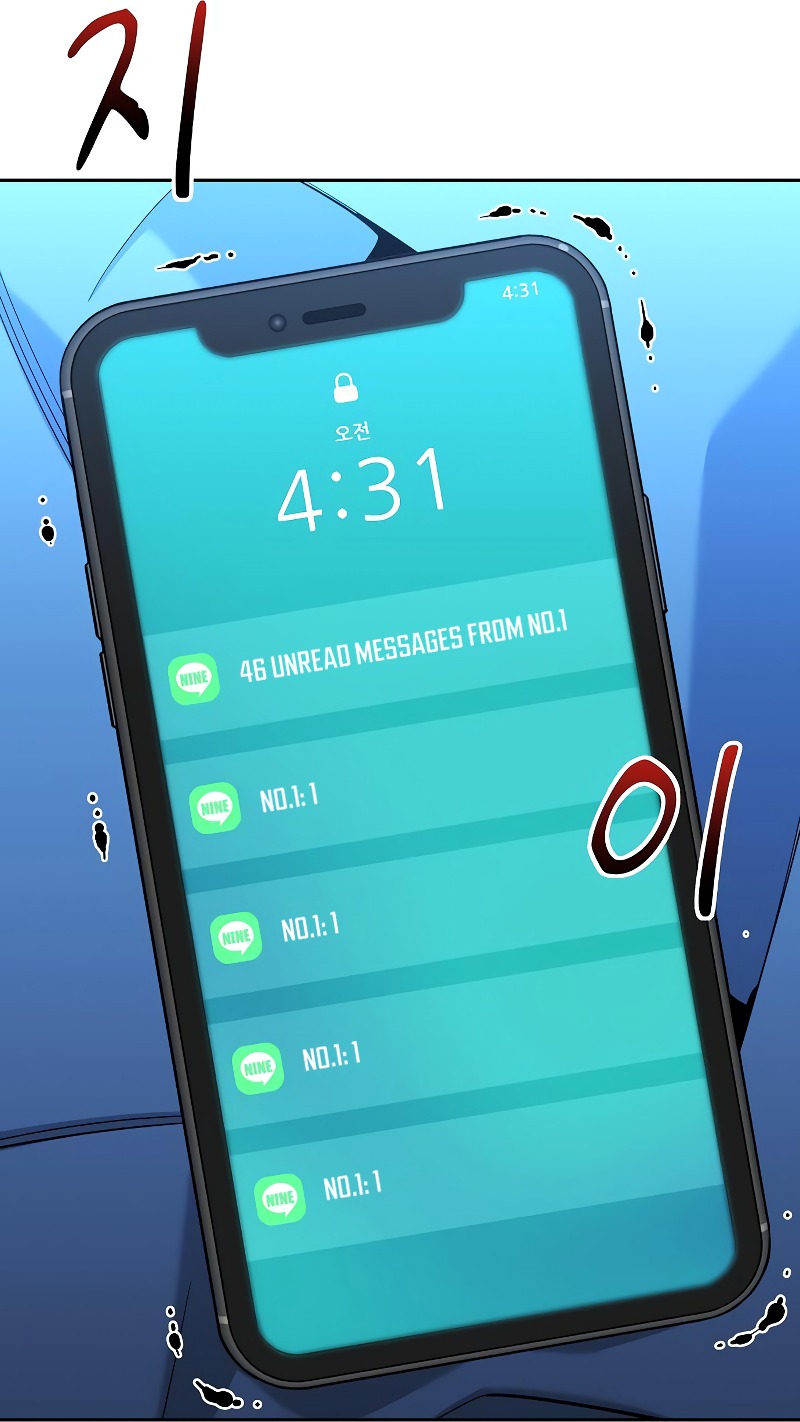 지
4:31
오전
4:31
NINE 46 UNREAD MESSAGES FROM NO.1
NINE NO.1: 1
이
NINE NO.1: 1
NINE NO.1: 1
NINE NO.1: 1